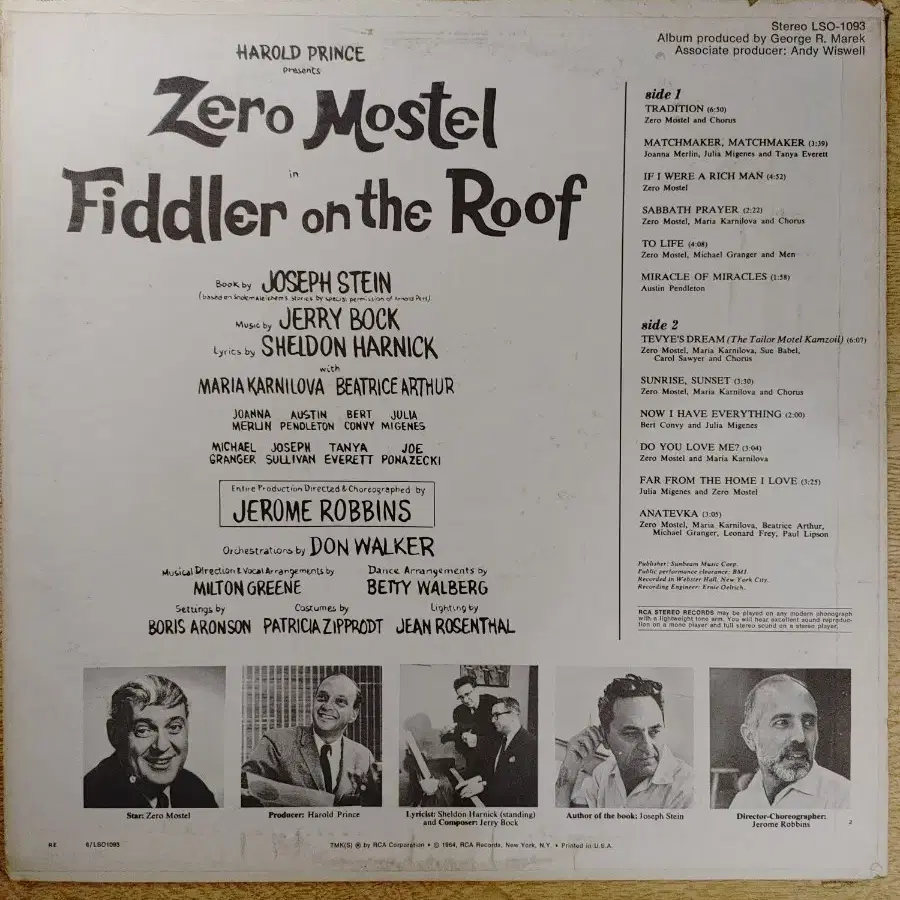 Stereo LSO-1093
Album produced by George R. Marek
Associate producer: Andy Wiswell
HAROLD PRINCE
presents
Zero Mostel
in
Fiddler on the Roof
Book by JOSEPH STEIN
(based on Sholom Aleichem's stories by special permission of Arnold Perl)
Music by JERRY BOCK
Lyrics by SHELDON HARNICK
with
MARIA KARNILOVA BEATRICE ARTHUR
JOANNA AUSTIN BERT JULIA
MERLIN PENDLETON CONVY MIGENES
MICHAEL JOSEPH TANYA JOE
GRANGER SULLIVAN EVERETT PONAZECKI
Entire Production Directed & Choreographed by
JEROME ROBBINS
Orchestrations by DON WALKER
Musical Direction & Vocal Arrangements by Dance Arrangements by
MILTON GREENE BETTY WALBERG
Settings by Costumes by Lighting by
BORIS ARONSON PATRICIA ZIPPRODT JEAN ROSENTHAL
side 1
TRADITION (6:30)
Zero Mostel and Chorus
MATCHMAKER, MATCHMAKER (3:39)
Joanna Merlin, Julia Migenes and Tanya Everett
IF I WERE A RICH MAN (4:52)
Zero Mostel
SABBATH PRAYER (2:22)
Zero Mostel, Maria Karnilova and Chorus
TO LIFE (4:08)
Zero Mostel, Michael Granger and Men
MIRACLE OF MIRACLES (1:58)
Austin Pendleton
side 2
TEVYE'S DREAM (The Tailor Motel Kamzoil) (6:07)
Zero Mostel, Maria Karnilova, Sue Babel,
Carol Sawyer and Chorus
SUNRISE, SUNSET (3:30)
Zero Mostel, Maria Karnilova and Chorus
NOW I HAVE EVERYTHING (2:00)
Bert Convy and Julia Migenes
DO YOU LOVE ME? (3:04)
Zero Mostel and Maria Karnilova
FAR FROM THE HOME I LOVE (3:25)
Julia Migenes and Zero Mostel
ANATEVKA (3:05)
Zero Mostel, Maria Karnilova, Beatrice Arthur,
Michael Granger, Leonard Frey, Paul Lipson
Publisher: Sunbeam Music Corp.
Public performance clearance: BMI.
Recorded in Webster Hall, New York City.
Recording Engineer: Ernie Oelrich.
RCA STEREO RECORDS may be played on any modern phonograph
with a lightweight tone arm. You will hear excellent sound reproduc-
tion on a mono player and full stereo sound on a stereo player.
Star: Zero Mostel
Producer: Harold Prince
Lyricist: Sheldon Harnick (standing)
and Composer: Jerry Bock
Author of the book: Joseph Stein
Director-Choreographer:
Jerome Robbins
2
RE 6/LSO1093 TMK(S) ® by RCA Corporation • © 1964, RCA Records, New York, N.Y. • Printed in U.S.A.